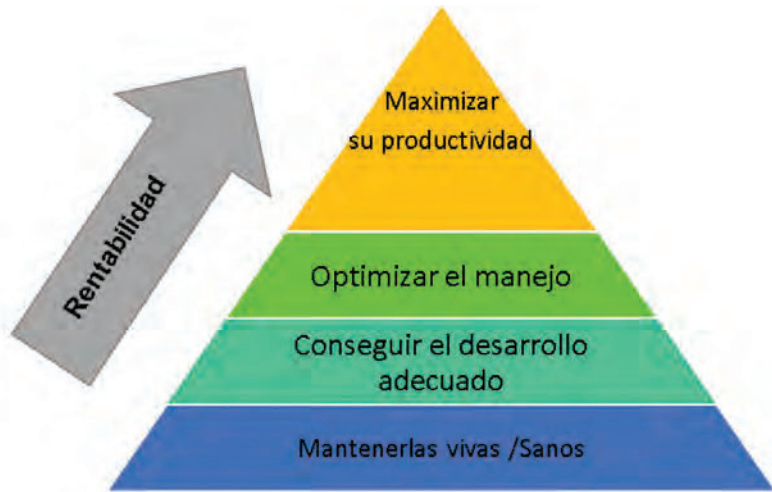 Maximizar
su productividad
Optimizar el manejo
Conseguir el desarrollo
adecuado
Mantenerlas vivas /Sanos
Rentabilidad